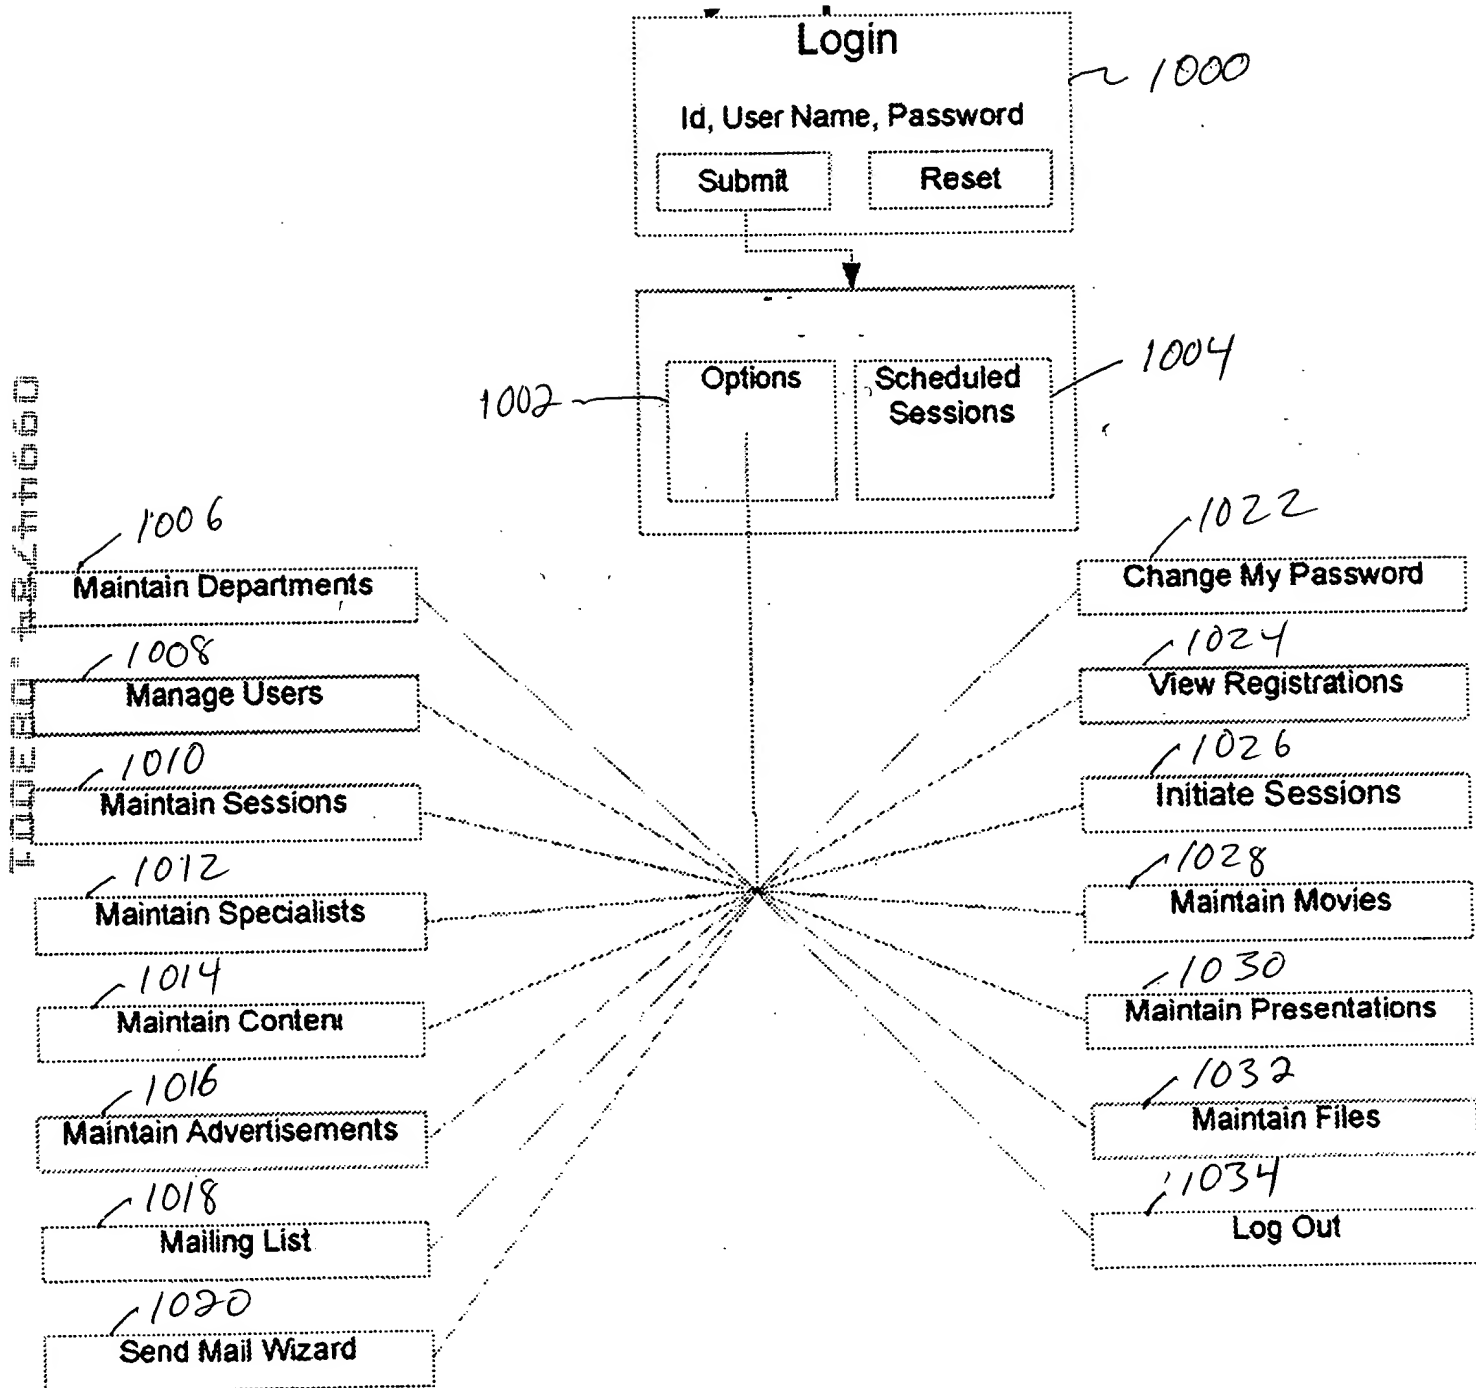 Login
1000
Id, User Name, Password
Submit
Reset
1002
Options
Scheduled
Sessions
1004
1006
Maintain Departments
1008
Manage Users
1010
Maintain Sessions
1012
Maintain Specialists
1014
Maintain Content
1016
Maintain Advertisements
1018
Mailing List
1020
Send Mail Wizard
1022
Change My Password
1024
View Registrations
1026
Initiate Sessions
1028
Maintain Movies
1030
Maintain Presentations
1032
Maintain Files
1034
Log Out